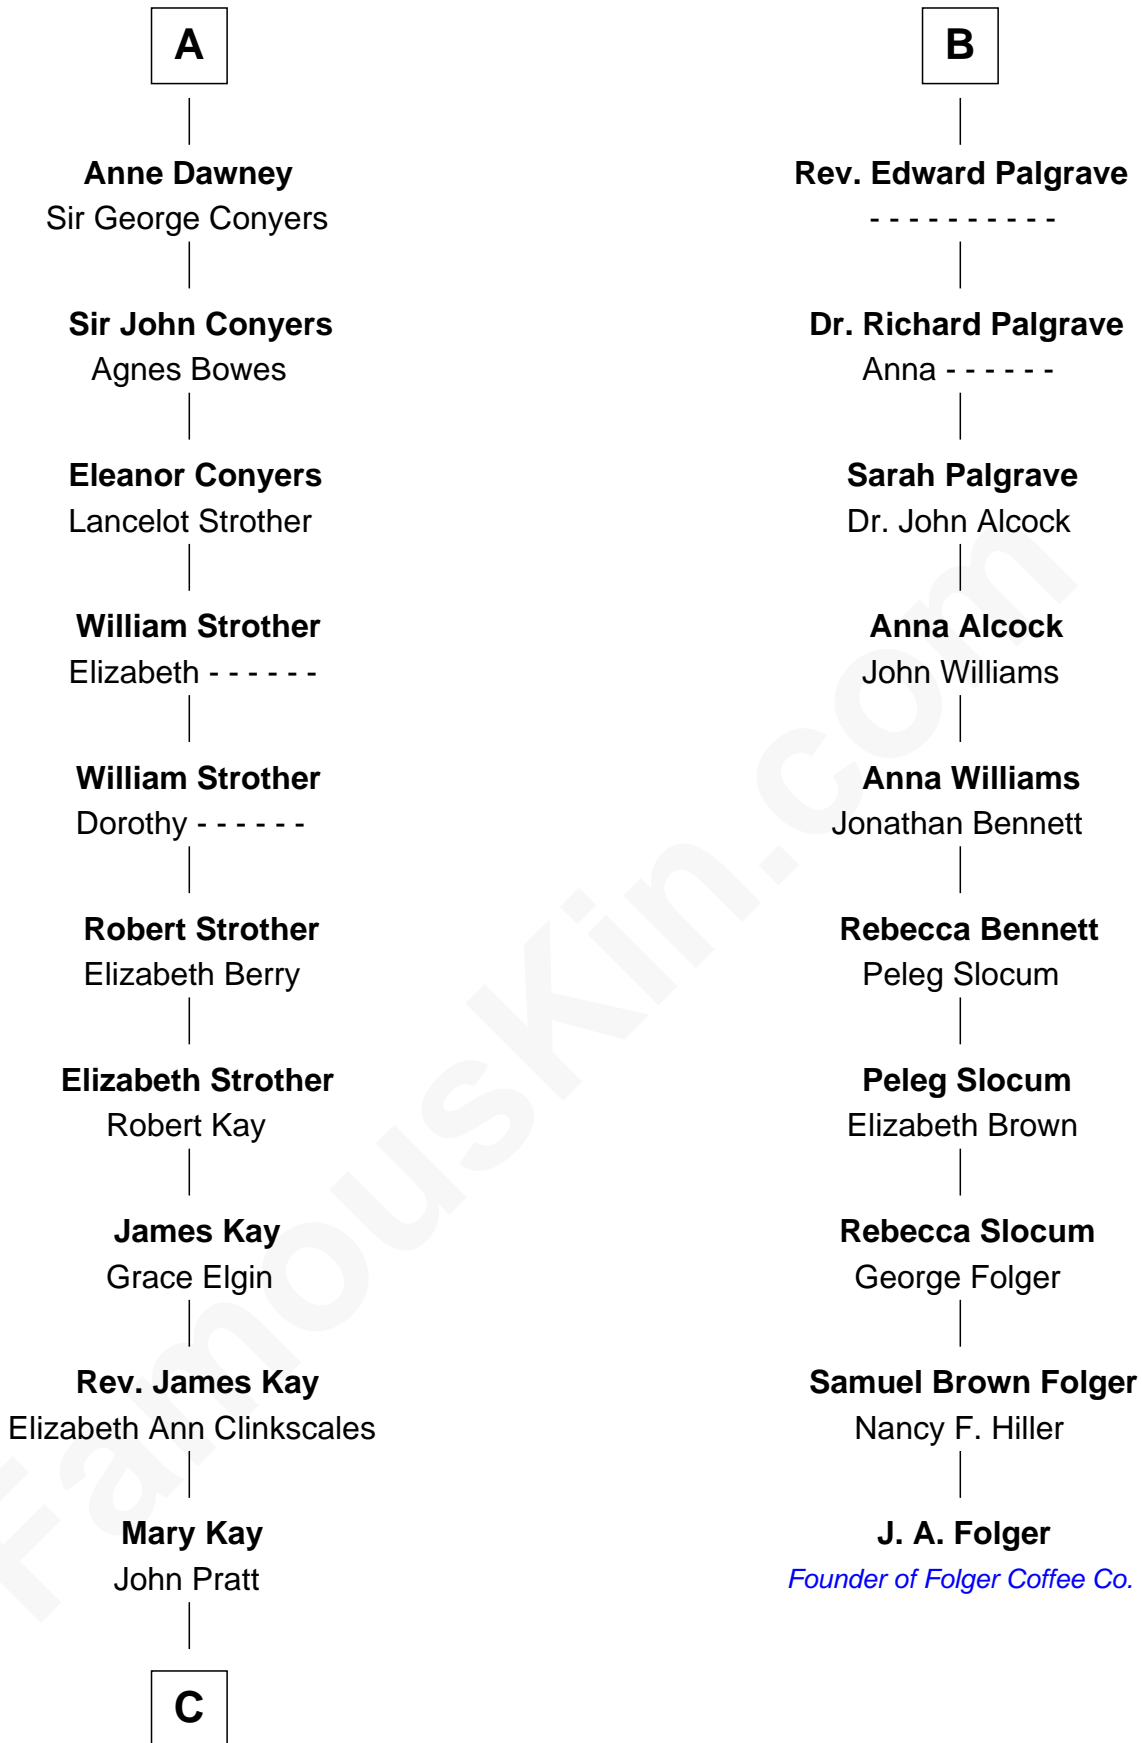 A
Anne Dawney
Sir George Conyers
Sir John Conyers
Agnes Bowes
Eleanor Conyers
Lancelot Strother
William Strother
Elizabeth - - - - - -
William Strother
Dorothy - - - - - -
Robert Strother
Elizabeth Berry
Elizabeth Strother
Robert Kay
James Kay
Grace Elgin
Rev. James Kay
Elizabeth Ann Clinkscales
Mary Kay
John Pratt
C
B
Rev. Edward Palgrave
- - - - - - - - - -
Dr. Richard Palgrave
Anna - - - - - -
Sarah Palgrave
Dr. John Alcock
Anna Alcock
John Williams
Anna Williams
Jonathan Bennett
Rebecca Bennett
Peleg Slocum
Peleg Slocum
Elizabeth Brown
Rebecca Slocum
George Folger
Samuel Brown Folger
Nancy F. Hiller
J. A. Folger
Founder of Folger Coffee Co.
FamousKin.com